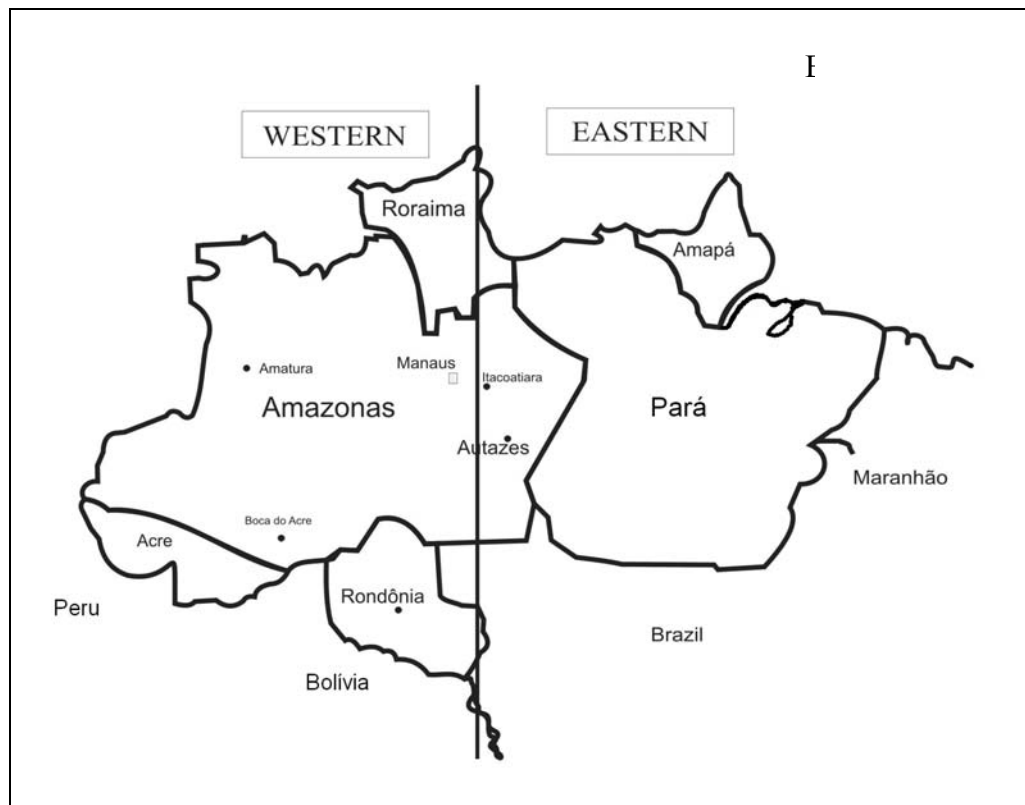 WESTERN
EASTERN
Roraima
Amapá
Manaus
Amatura
Itacoatiara
Amazonas
Pará
Autazes
Maranhão
Boca do Acre
Acre
Rondônia
Peru
Brazil
Bolívia